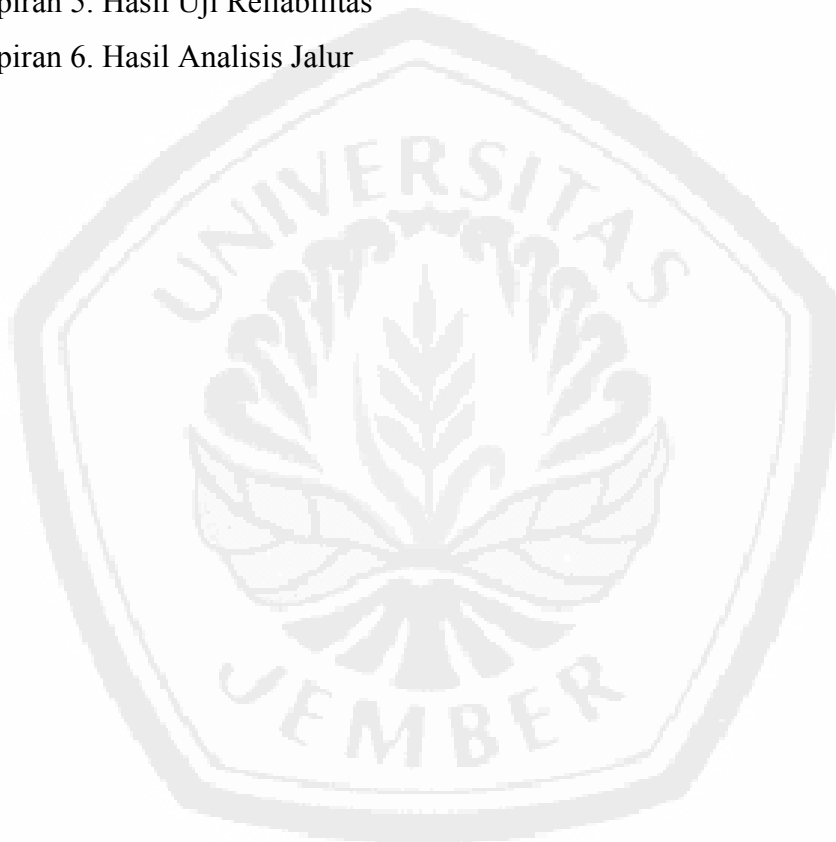 piran 5. Hasil Uji Reliabilitas
piran 6. Hasil Analisis Jalur
UNIVERSITAS
JEMBER